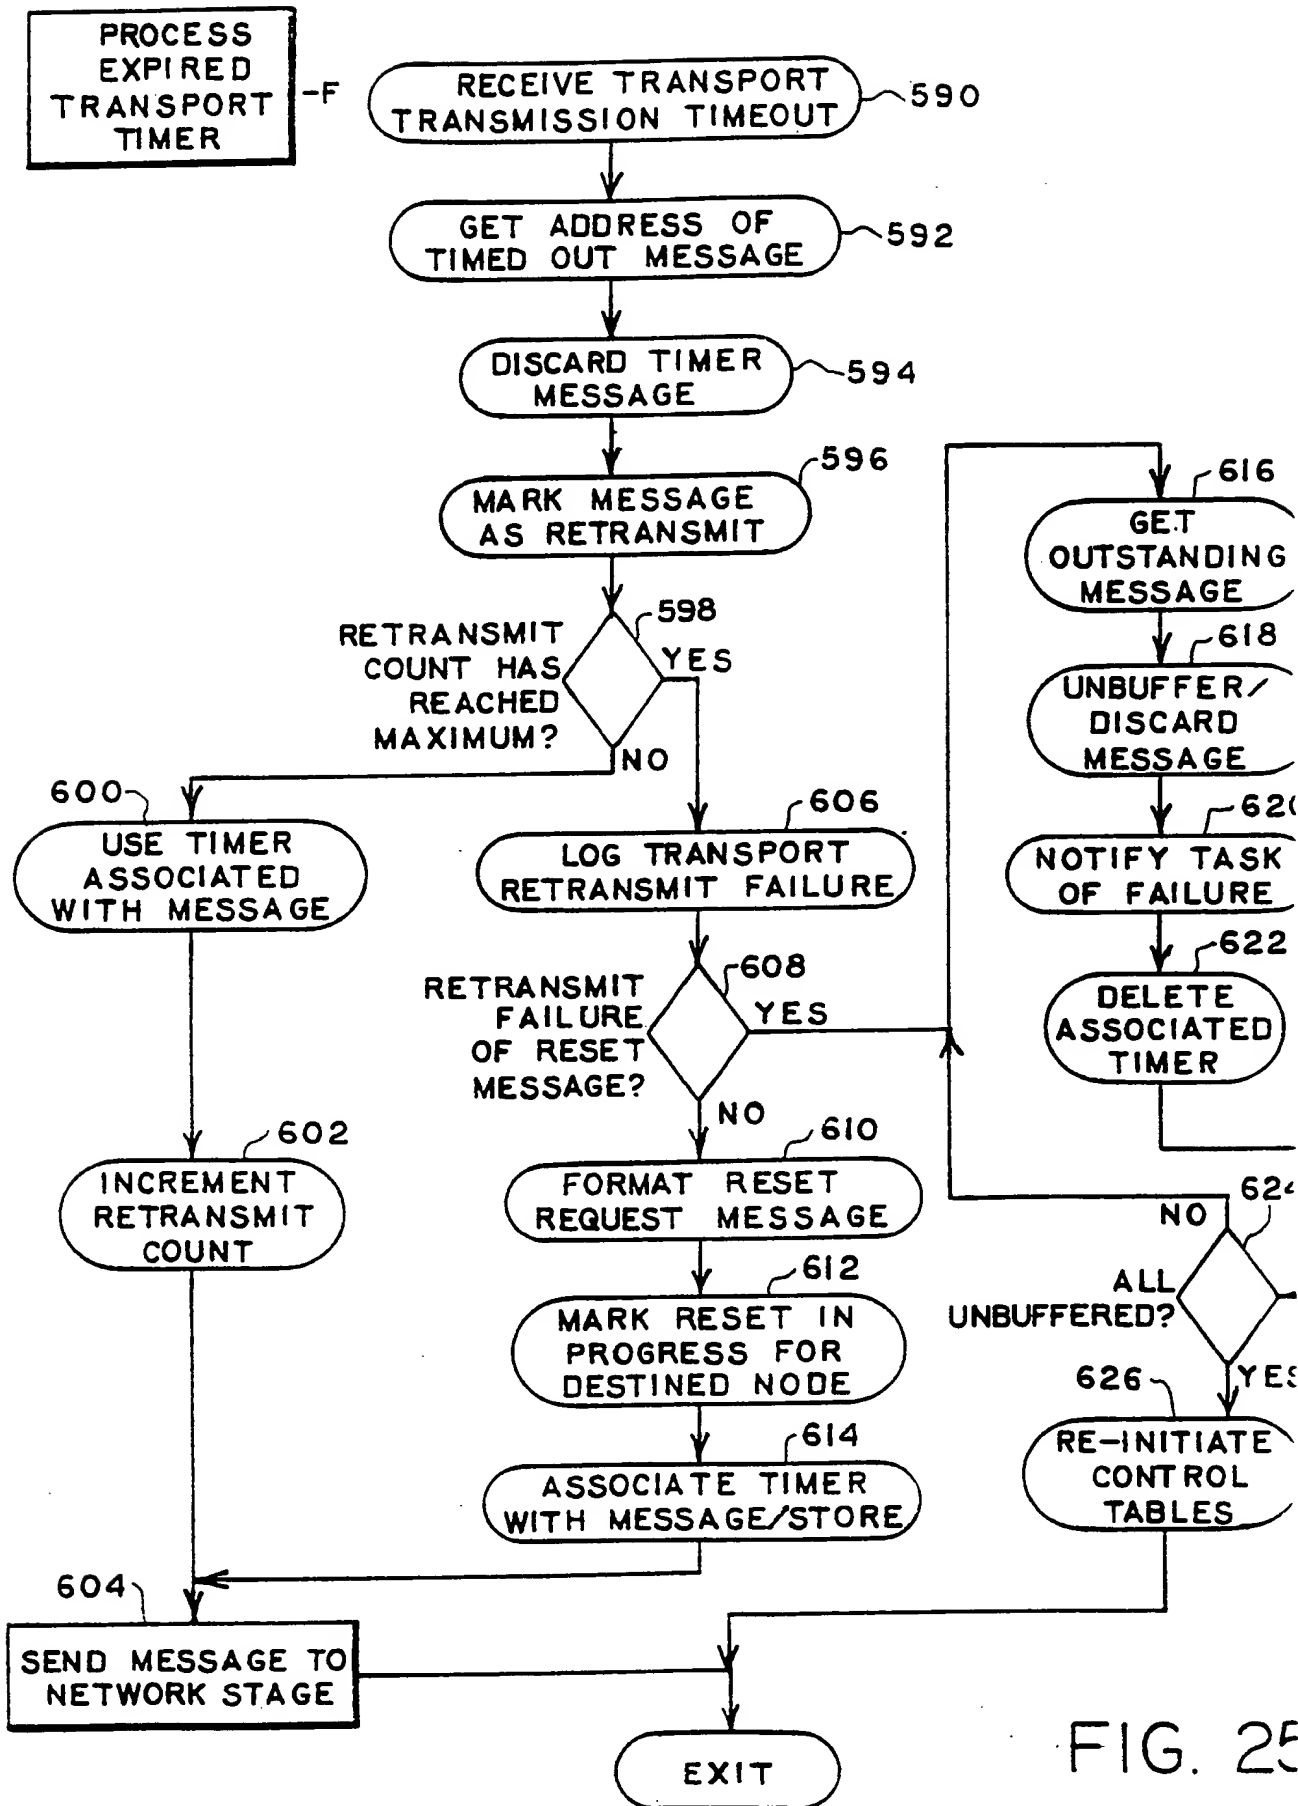 PROCESS
EXPIRED
TRANSPORT
TIMER
-F
RECEIVE TRANSPORT
TRANSMISSION TIMEOUT
590
GET ADDRESS OF
TIMED OUT MESSAGE
592
DISCARD TIMER
MESSAGE
594
MARK MESSAGE
AS RETRANSMIT
596
RETRANSMIT
COUNT HAS
REACHED
MAXIMUM?
598
YES
NO
600
USE TIMER
ASSOCIATED
WITH MESSAGE
602
INCREMENT
RETRANSMIT
COUNT
604
SEND MESSAGE TO
NETWORK STAGE
606
LOG TRANSPORT
RETRANSMIT FAILURE
608
RETRANSMIT
FAILURE
OF RESET
MESSAGE?
YES
NO
610
FORMAT RESET
REQUEST MESSAGE
612
MARK RESET IN
PROGRESS FOR
DESTINED NODE
614
ASSOCIATE TIMER
WITH MESSAGE/STORE
616
GET
OUTSTANDING
MESSAGE
618
UNBUFFER/
DISCARD
MESSAGE
620
NOTIFY TASK
OF FAILURE
622
DELETE
ASSOCIATED
TIMER
624
NO
ALL
UNBUFFERED?
YES
626
RE-INITIATE
CONTROL
TABLES
EXIT
FIG. 25